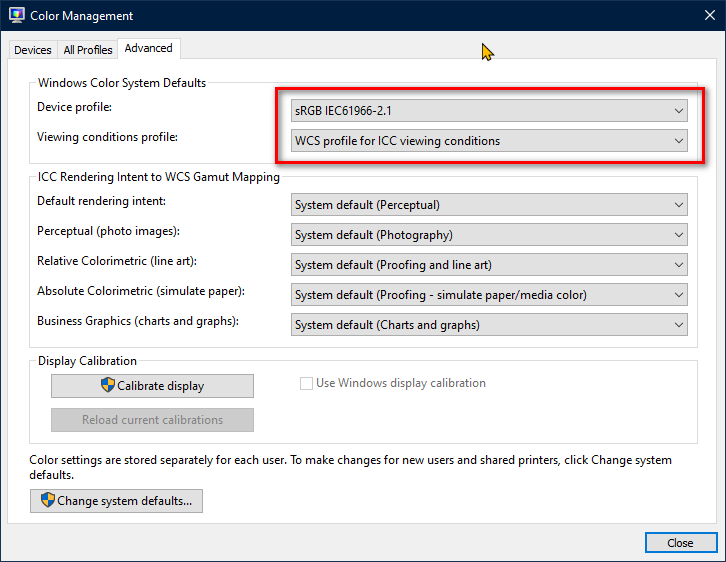 Color Management
Devices
All Profiles
Advanced
Windows Color System Defaults
Device profile:
sRGB IEC61966-2.1
Viewing conditions profile:
WCS profile for ICC viewing conditions
ICC Rendering Intent to WCS Gamut Mapping
Default rendering intent:
System default (Perceptual)
Perceptual (photo images):
System default (Photography)
Relative Colorimetric (line art):
System default (Proofing and line art)
Absolute Colorimetric (simulate paper):
System default (Proofing - simulate paper/media color)
Business Graphics (charts and graphs):
System default (Charts and graphs)
Display Calibration
Calibrate display
Use Windows display calibration
Reload current calibrations
Color settings are stored separately for each user. To make changes for new users and shared printers, click Change system
defaults.
Change system defaults...
Close